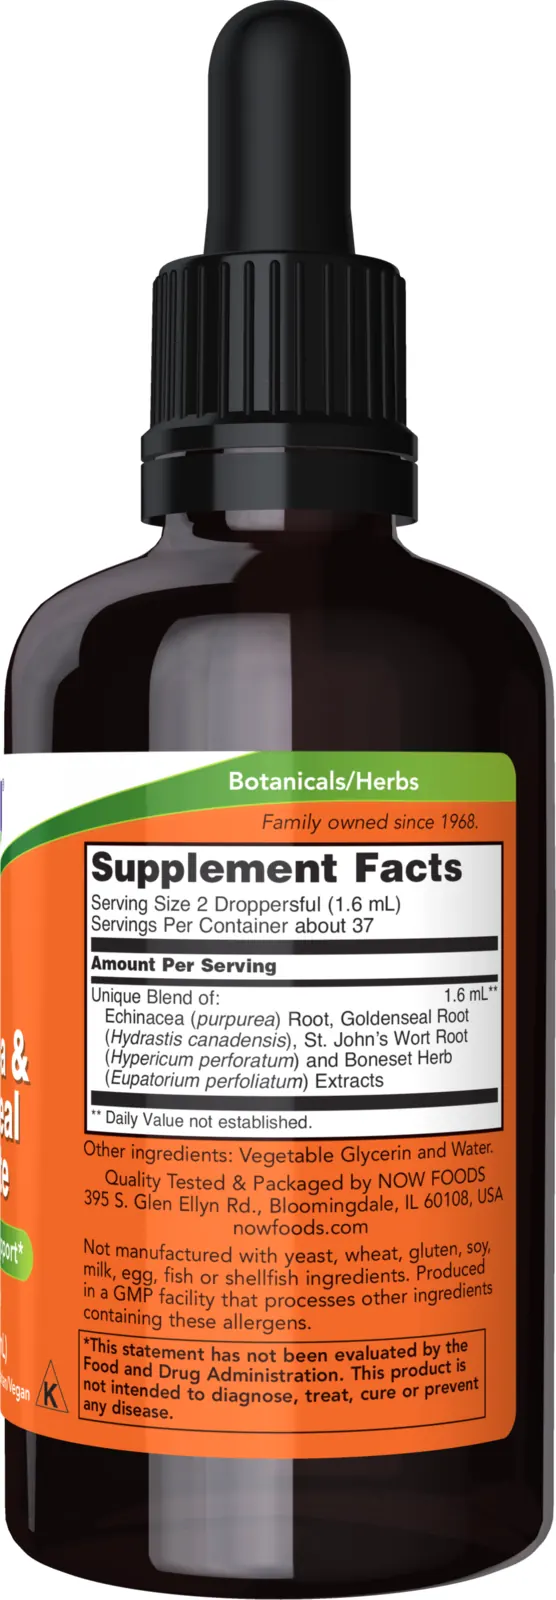 Botanicals/Herbs
Family owned since 1968.
Supplement Facts
Serving Size 2 Droppersful (1.6 mL)
Servings Per Container about 37
Amount Per Serving
Unique Blend of: 1.6 mL**
Echinacea (purpurea) Root, Goldenseal Root
(Hydrastis canadensis), St. John's Wort Root
(Hypericum perforatum) and Boneset Herb
(Eupatorium perfoliatum) Extracts
** Daily Value not established.
Other ingredients: Vegetable Glycerin and Water.
Quality Tested & Packaged by NOW FOODS
395 S. Glen Ellyn Rd., Bloomingdale, IL 60108, USA
nowfoods.com
Not manufactured with yeast, wheat, gluten, soy,
milk, egg, fish or shellfish ingredients. Produced
in a GMP facility that processes other ingredients
containing these allergens.
*This statement has not been evaluated by the
Food and Drug Administration. This product is
not intended to diagnose, treat, cure or prevent
any disease.
&
K